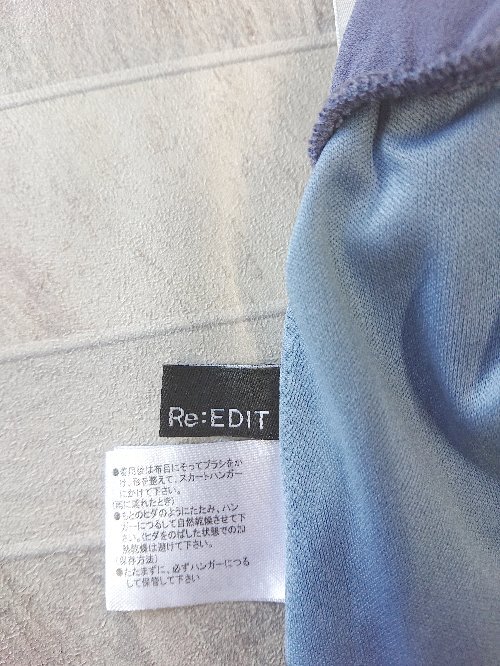 Re:EDIT
●着用後は布目にそってブラシをか
け、形を整えて、スカートハンガー
にかけて下さい。
(雨に濡れたとき)
●もとのヒダのようにたたみ、ハン
ガーにつるして自然乾燥させて下
さい。(ヒダをのばした状態での加
熱乾燥は避けて下さい。)
(保存方法)
●たたまずに、必ずハンガーにつる
して保管して下さい